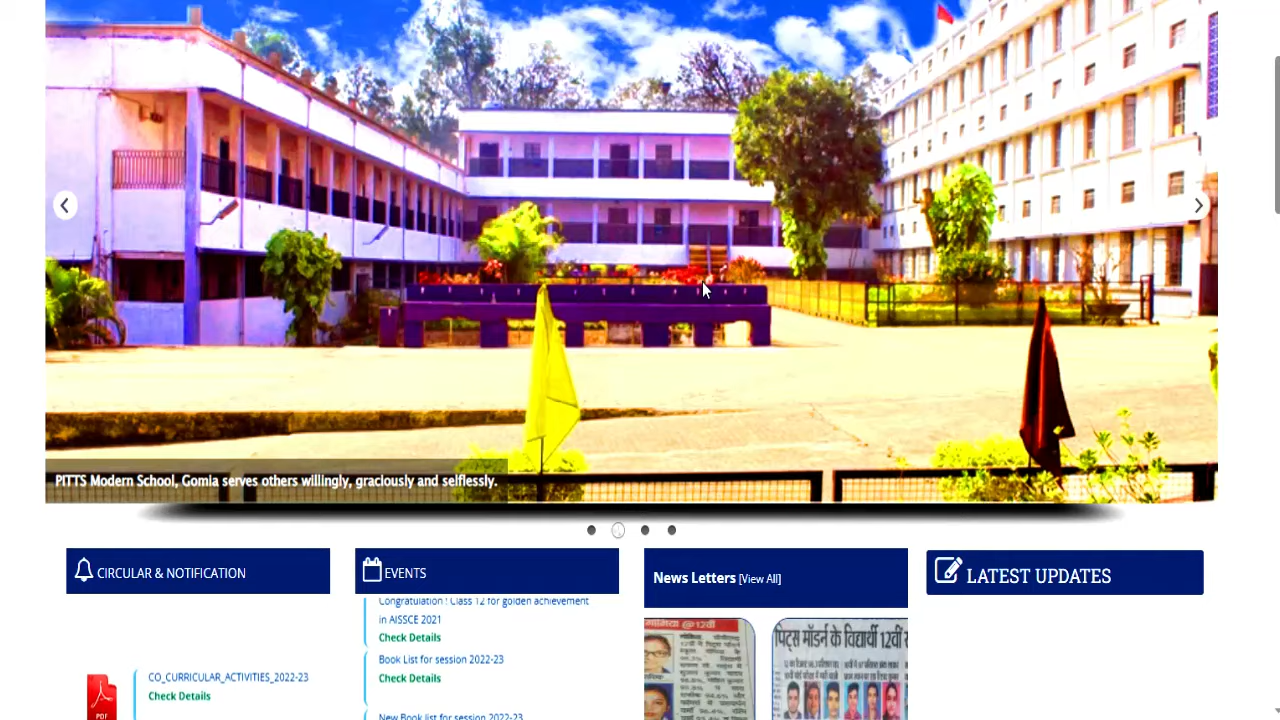 PITTS Modern School, Gomia serves others willingly, graciously and selflessly.
CIRCULAR & NOTIFICATION
EVENTS
News Letters [View All]
LATEST UPDATES
Congratulation ! Class 12 for golden achievement
in AISSCE 2021
Check Details
Book List for session 2022-23
Check Details
New Book list for session 2022-23
CO_CURRICULAR_ACTIVITIES_2022-23
Check Details
PDF
पिट्स मॉडर्न के विद्यार्थी 12वीं